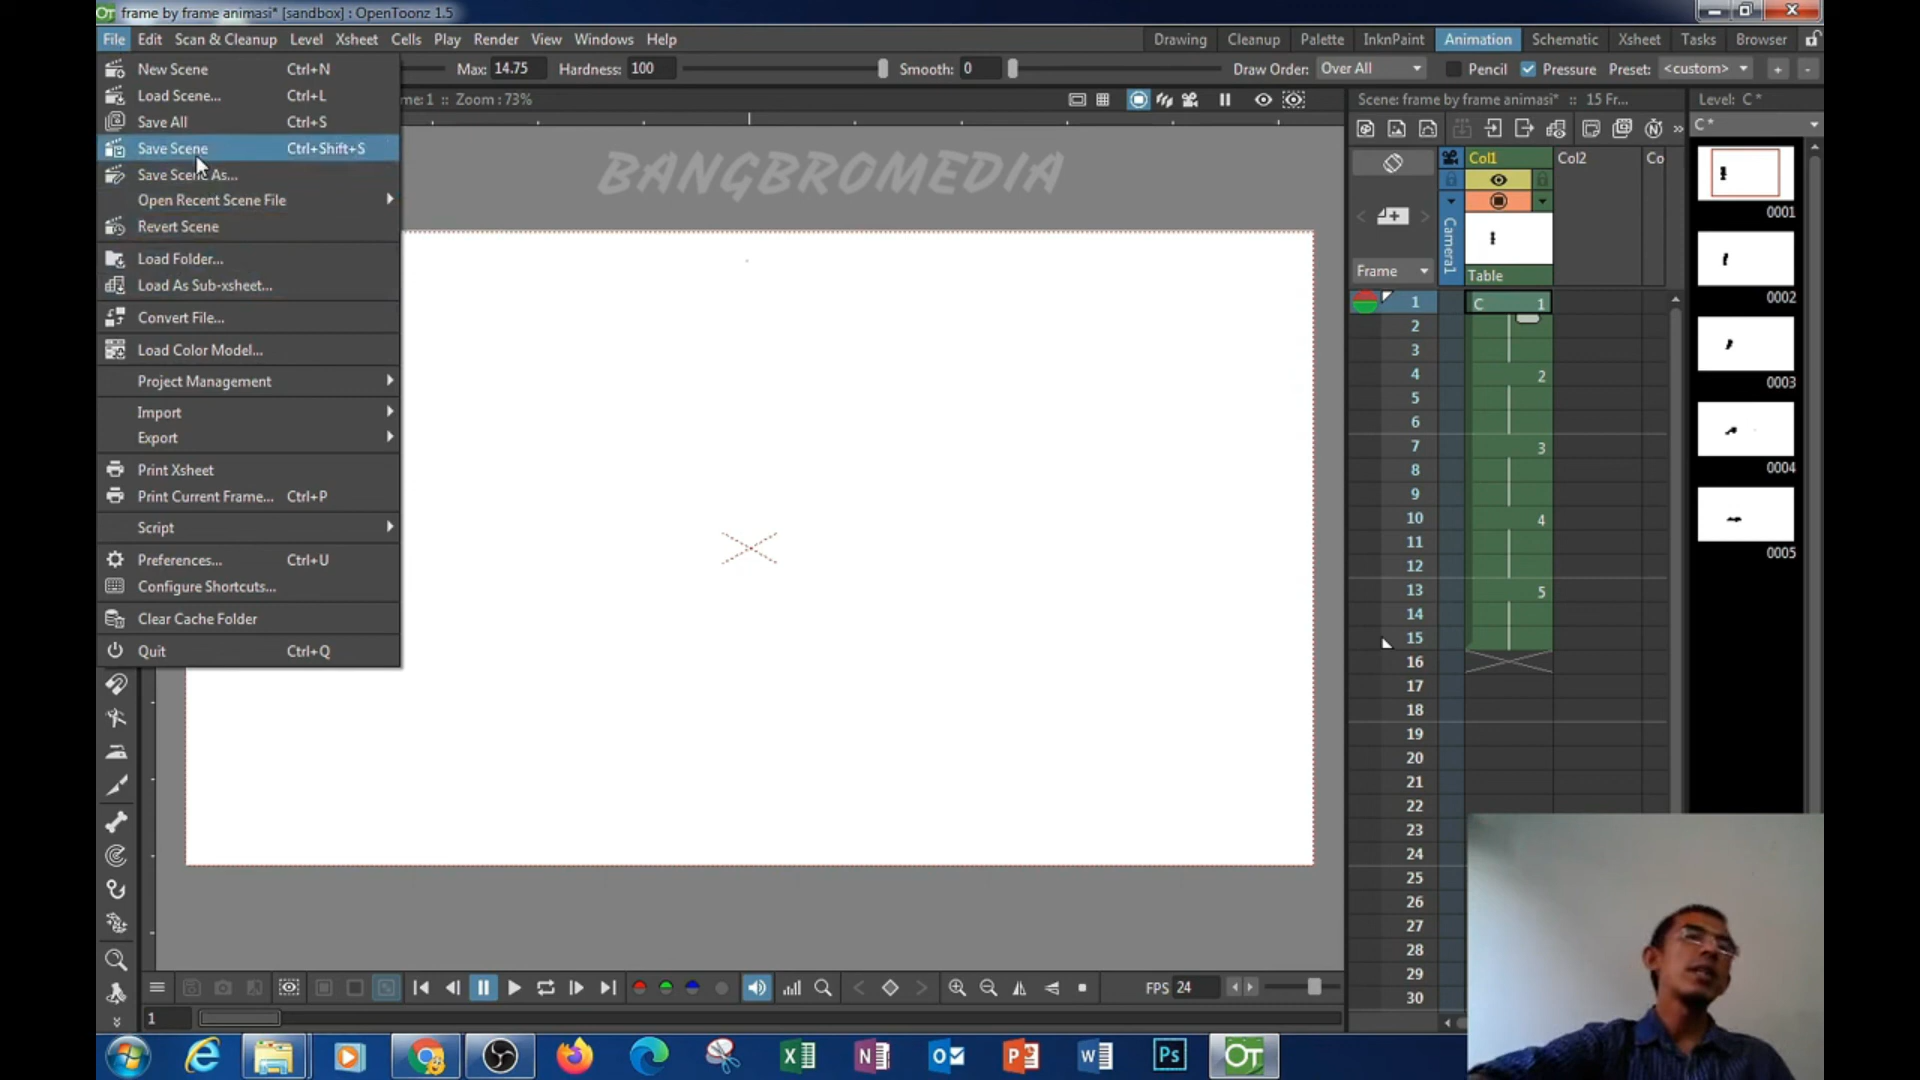 frame by frame animasi* [sandbox] : OpenToonz 1.5
File Edit Scan & Cleanup Level Xsheet Cells Play Render View Windows Help
Drawing Cleanup Palette InknPaint Animation Schematic Xsheet Tasks Browser
Max: 14.75 Hardness: 100 Smooth: 0 Draw Order: Over All Pencil Pressure Preset: <custom> + -
New Scene Ctrl+N
Load Scene... Ctrl+L
Save All Ctrl+S
Save Scene Ctrl+Shift+S
Save Scene As...
Open Recent Scene File
Revert Scene
Load Folder...
Load As Sub-xsheet...
Convert File...
Load Color Model...
Project Management
Import
Export
Print Xsheet
Print Current Frame... Ctrl+P
Script
Preferences... Ctrl+U
Configure Shortcuts...
Clear Cache Folder
Quit Ctrl+Q
me: 1 :: Zoom : 73%
BANGBROMEDIA
Scene: frame by frame animasi* :: 15 Fr...
Level: C *
C *
Col1 Col2 Co
Camera1
Table
Frame
1 C 1
2
3
4 2
5
6
7 3
8
9
10 4
11
12
13 5
14
15
16
17
18
19
20
21
22
23
24
25
26
27
28
29
30
0001
0002
0003
0004
0005
FPS 24
1
Ps
OT